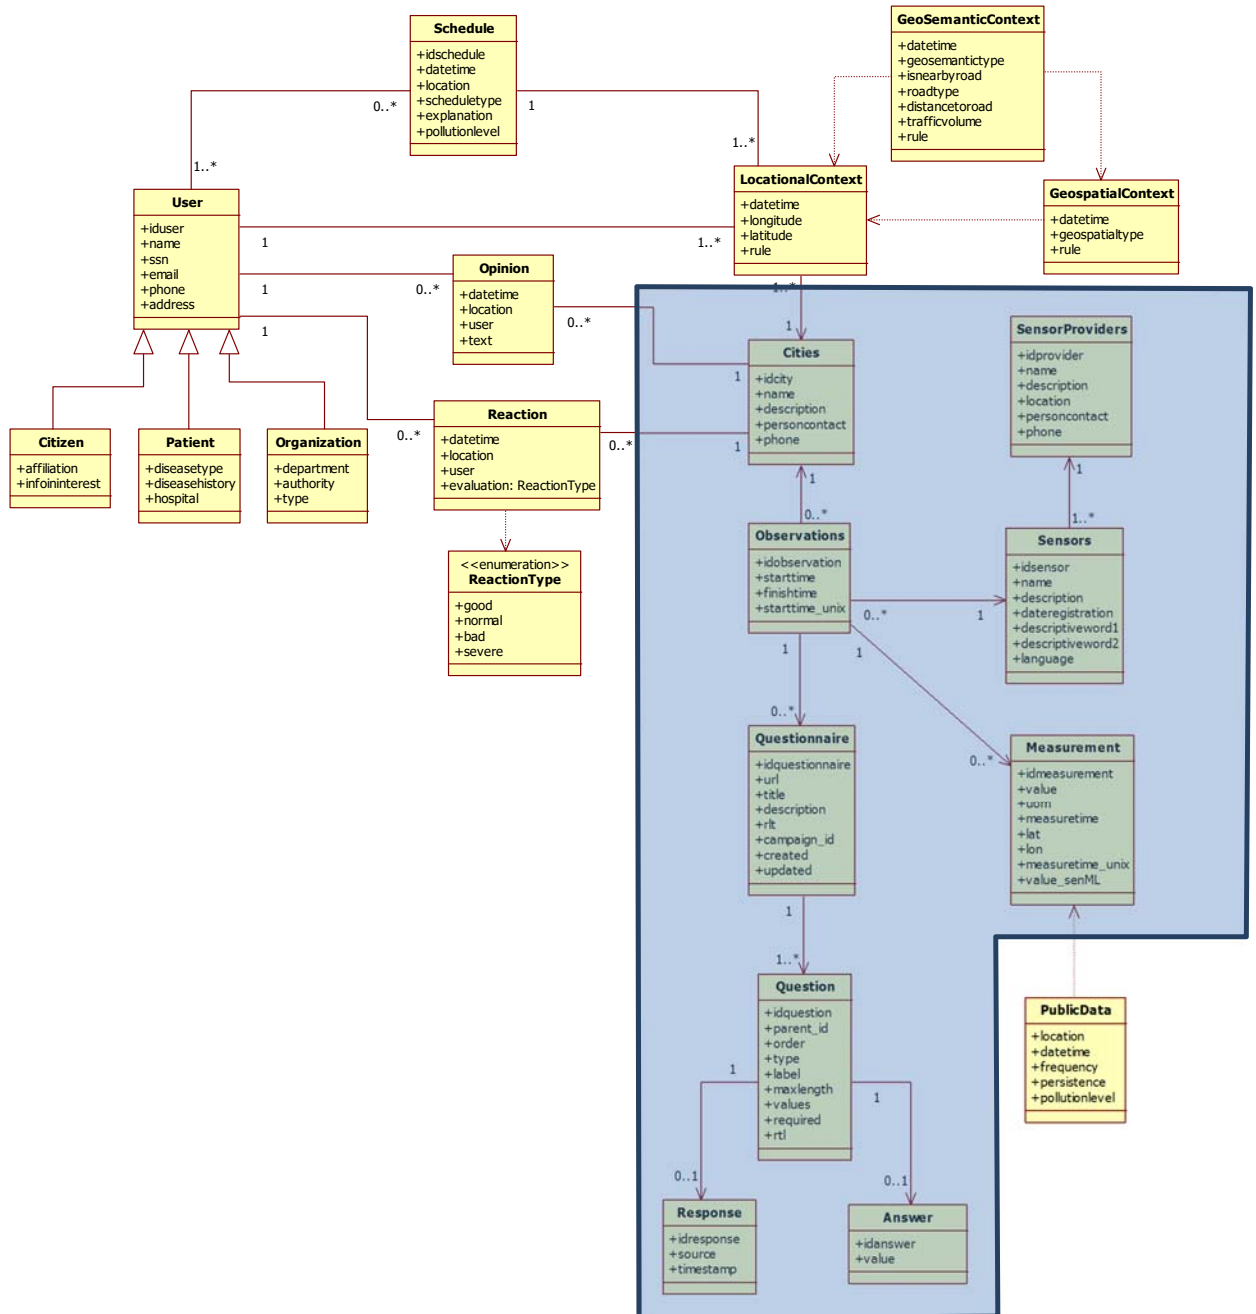 Schedule
+idschedule
+datetime
+location
+scheduletype
+explanation
+pollutionlevel
GeoSemanticContext
+datetime
+geosemantictype
+isnearbyroad
+roadtype
+distancetoroad
+trafficvolume
+rule
0..*
1
1..*
1..*
LocationalContext
+datetime
+longitude
+latitude
+rule
GeospatialContext
+datetime
+geospatialtype
+rule
User
+iduser
+name
+ssn
+email
+phone
+address
1
1..*
1
0..*
1
Opinion
+datetime
+location
+user
+text
0..*
1..*
1
Cities
+idcity
+name
+description
+personcontact
+phone
1
1
1
SensorProviders
+idprovider
+name
+description
+location
+personcontact
+phone
1
Citizen
+affiliation
+infoininterest
Patient
+diseasetype
+diseasehistory
+hospital
Organization
+department
+authority
+type
0..*
Reaction
+datetime
+location
+user
+evaluation: ReactionType
0..*
0..*
1..*
Observations
+idobservation
+starttime
+finishtime
+starttime_unix
0..*
1
1
1
Sensors
+idsensor
+name
+description
+dateregistration
+descriptiveword1
+descriptiveword2
+language
<<enumeration>>
ReactionType
+good
+normal
+bad
+severe
0..*
Questionnaire
+idquestionnaire
+url
+title
+description
+rlt
+campaign_id
+created
+updated
1
0..*
Measurement
+idmeasurement
+value
+uom
+measuretime
+lat
+lon
+measuretime_unix
+value_senML
1..*
Question
+idquestion
+parent_id
+order
+type
+label
+maxlength
+values
+required
+rtl
1
1
PublicData
+location
+datetime
+frequency
+persistence
+pollutionlevel
0..1
0..1
Response
+idresponse
+source
+timestamp
Answer
+idanswer
+value